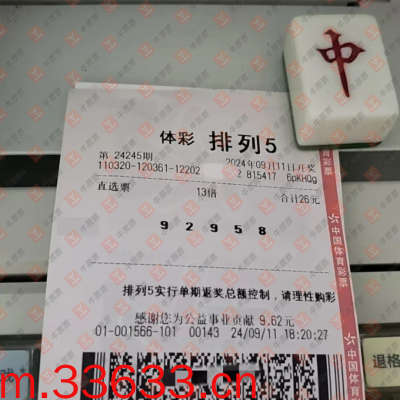 中
体彩 排列5
第 24245期 2024年09月11日开奖
110320-120361-12202 2 815417 6pKHQg
直选票 13倍 合计26元
9 2 9 5 8
排列5实行单期返奖总额控制，请理性购彩
感谢您为公益事业贡献 9.62元
01-001566-101 00143 24/09/11 18:20:27
中国体育彩票
中国体育彩票
退格
m.33633.cn